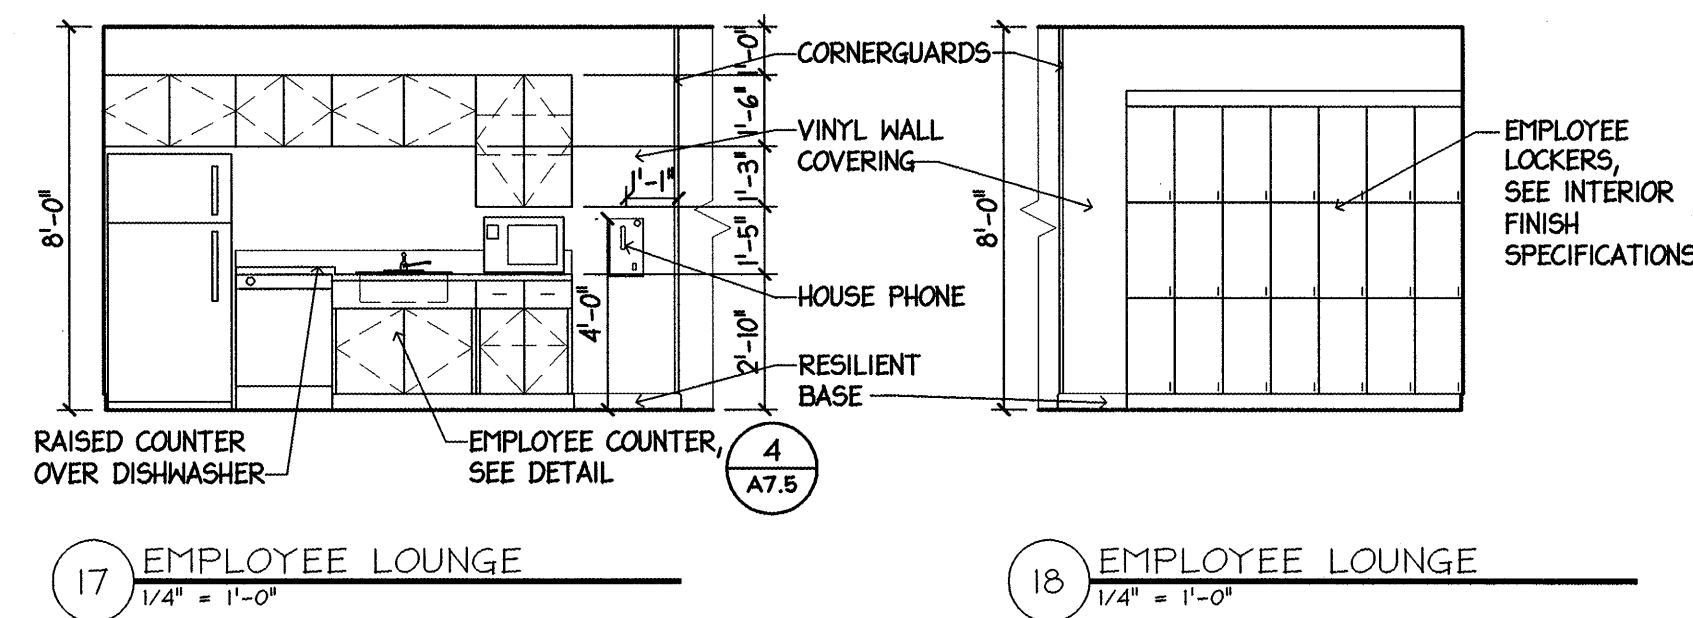 8'-0"
1'-0"
1'-6"
1'-3"
1'-5"
2'-10"
1'-1"
4'-0"
CORNERGUARDS
VINYL WALL
COVERING
HOUSE PHONE
RESILIENT
BASE
RAISED COUNTER
OVER DISHWASHER
EMPLOYEE COUNTER,
SEE DETAIL
4
A7.5
8'-0"
EMPLOYEE
LOCKERS,
SEE INTERIOR
FINISH
SPECIFICATIONS
17
EMPLOYEE LOUNGE
1/4" = 1'-0"
18
EMPLOYEE LOUNGE
1/4" = 1'-0"